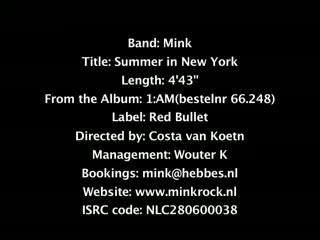 Band: Mink
Title: Summer in New York
Length: 4'43"
From the Album: 1:AM(bestelnr 66.248)
Label: Red Bullet
Directed by: Costa van Koetn
Management: Wouter K
Bookings: mink@hebbes.nl
Website: www.minkrock.nl
ISRC code: NLC280600038